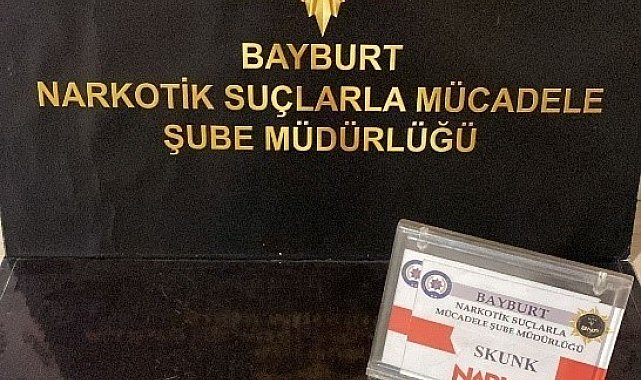 BAYBURT
NARKOTİK SUÇLARLA MÜCADELE
ŞUBE MÜDÜRLÜĞÜ
BAYBURT
NARKOTİK SUÇLARLA
MÜCADELE ŞUBE MÜDÜRLÜĞÜ
SKUNK